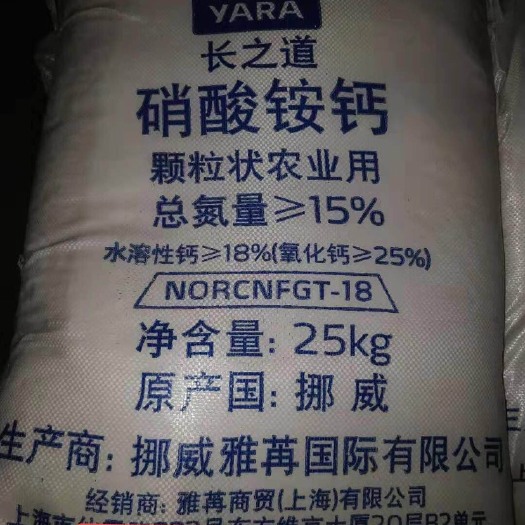 YARA
长之道
硝酸铵钙
颗粒状农业用
总氮量≥15%
水溶性钙≥18%(氧化钙≥25%)
NORCNFGT-18
净含量: 25kg
原产国: 挪威
生产商: 挪威雅苒国际有限公司
经销商: 雅苒商贸(上海)有限公司
上海市